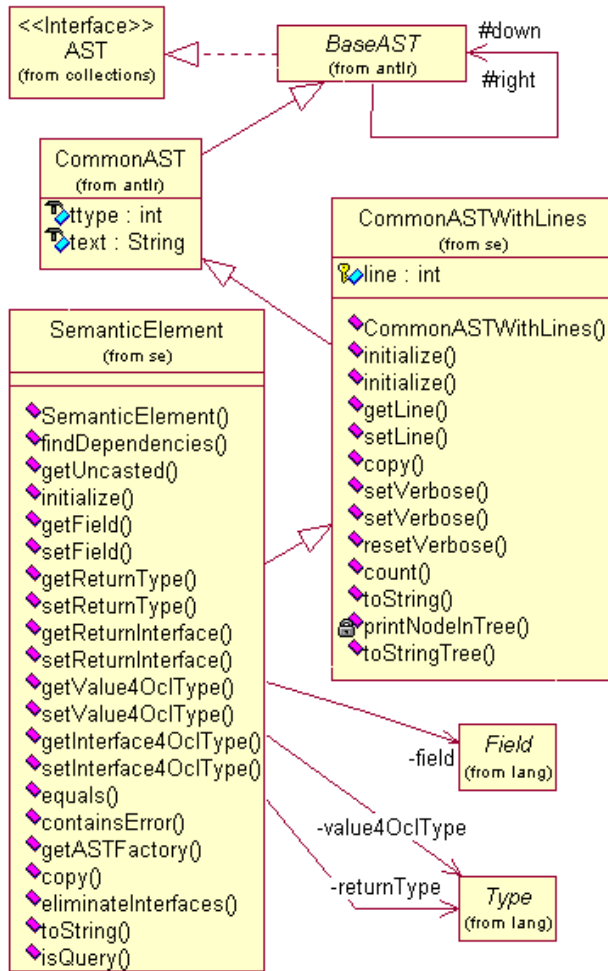 <<Interface>>
AST
(from collections)
BaseAST
(from antlr)
#down
#right
CommonAST
(from antlr)
ttype : int
text : String
CommonASTWithLines
(from se)
line : int
CommonASTWithLines()
initialize()
initialize()
getLine()
setLine()
copy()
setVerbose()
setVerbose()
resetVerbose()
count()
toString()
printNodeInTree()
toStringTree()
SemanticElement
(from se)
SemanticElement()
findDependencies()
getUncasted()
initialize()
getField()
setField()
getReturnType()
setReturnType()
getReturnInterface()
setReturnInterface()
getValue4OclType()
setValue4OclType()
getInterface4OclType()
setInterface4OclType()
equals()
containsError()
getASTFactory()
copy()
eliminateInterfaces()
toString()
isQuery()
-field
Field
(from lang)
-value4OclType
-returnType
Type
(from lang)